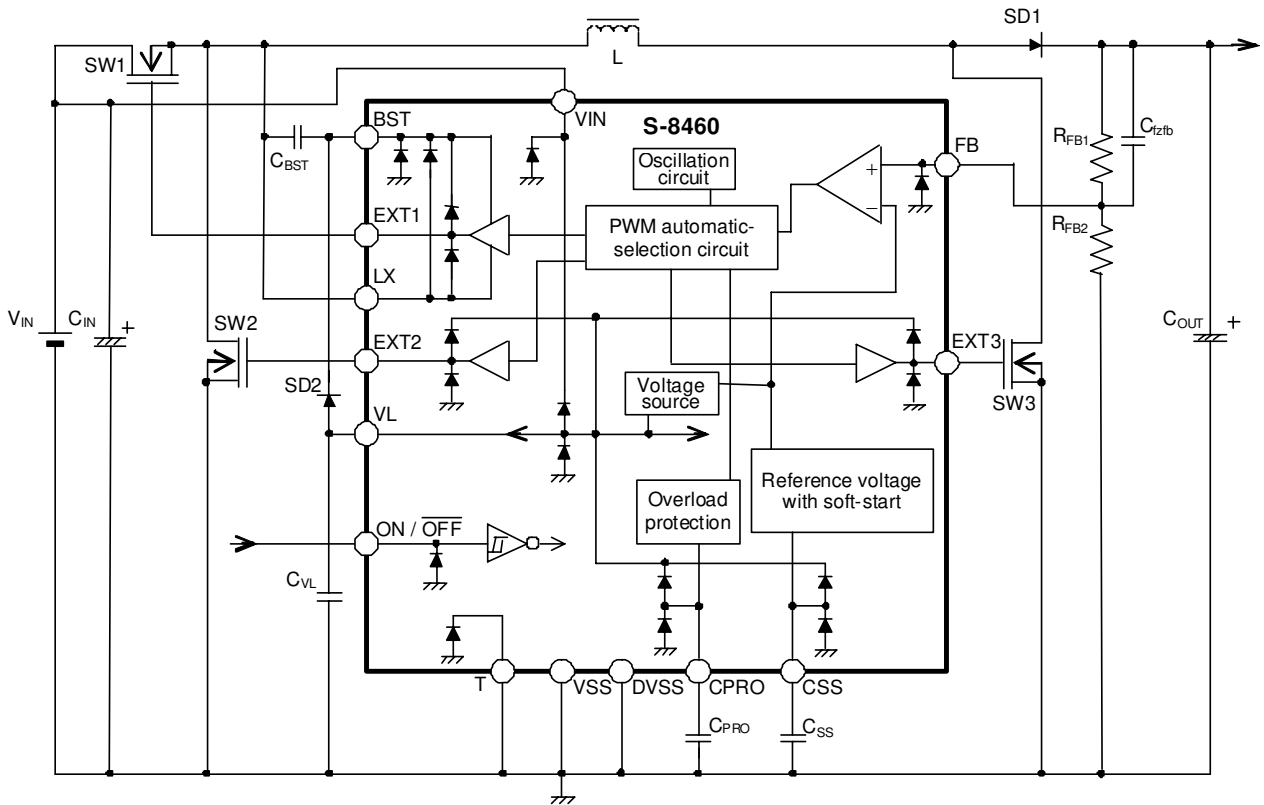 SD1
L
SW1
VIN
BST
S-8460
CBST
Oscillation
circuit
FB
RFB1
Cfzfb
+
−
EXT1
PWM automatic-
selection circuit
RFB2
LX
VIN
CIN
+
SW2
EXT2
EXT3
COUT
+
SD2
Voltage
source
SW3
VL
Reference voltage
with soft-start
Overload
protection
ON / OFF
CVL
T
VSS
DVSS
CPRO
CSS
CPRO
CSS